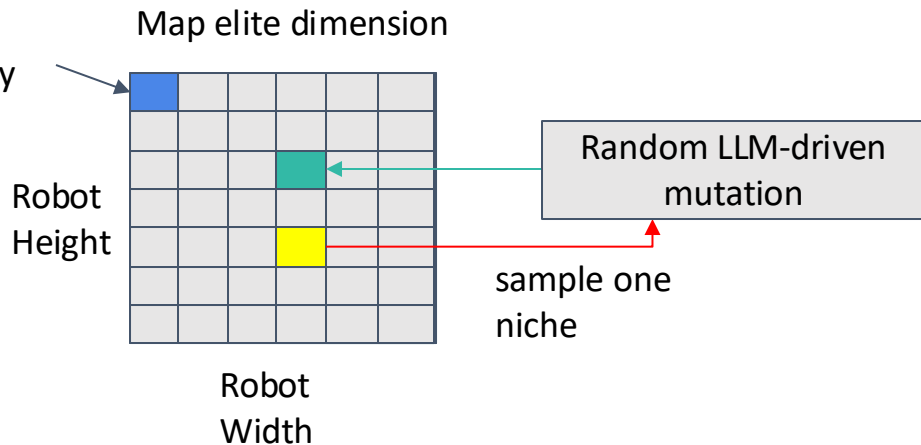 Map elite dimension
y
Random LLM-driven
mutation
Robot
Height
sample one
niche
Robot
Width